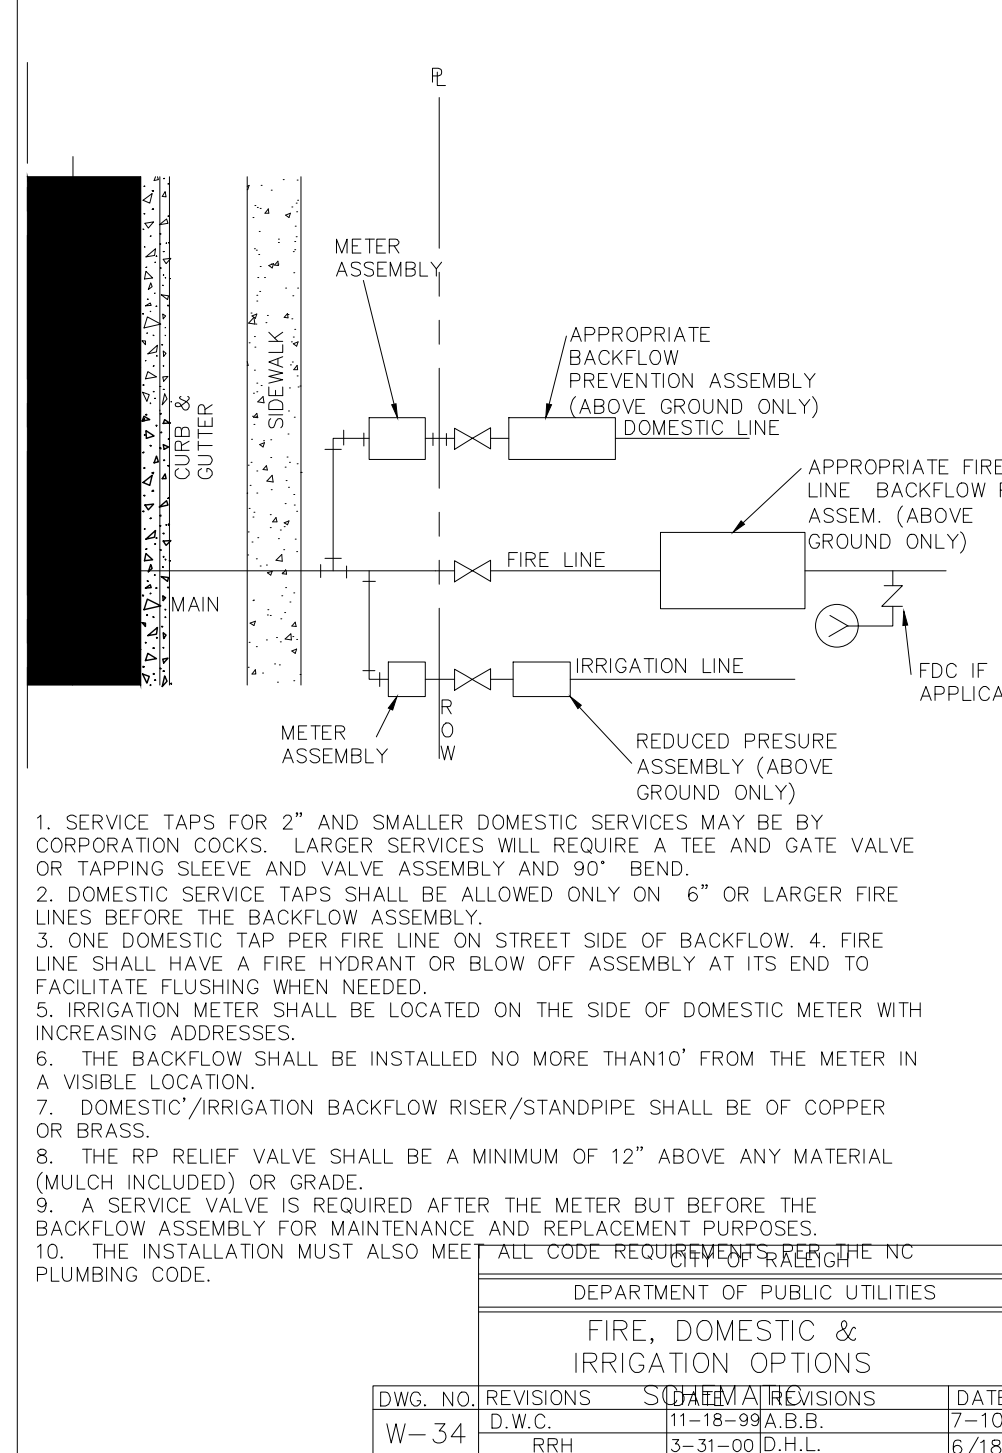 PL
METER
ASSEMBLY
APPROPRIATE
BACKFLOW
PREVENTION ASSEMBLY
(ABOVE GROUND ONLY)
DOMESTIC LINE
SIDEWALK
CURB &
GUTTER
APPROPRIATE FIRE
LINE BACKFLOW
ASSEM. (ABOVE
GROUND ONLY)
FIRE LINE
MAIN
IRRIGATION LINE
FDC IF
METER
ASSEMBLY
ROW
REDUCED PRESURE
ASSEMBLY (ABOVE
GROUND ONLY)
1. SERVICE TAPS FOR 2" AND SMALLER DOMESTIC SERVICES MAY BE BY
CORPORATION COCKS. LARGER SERVICES WILL REQUIRE A TEE AND GATE VALVE
OR TAPPING SLEEVE AND VALVE ASSEMBLY AND 90° BEND.
2. DOMESTIC SERVICE TAPS SHALL BE ALLOWED ONLY ON 6" OR LARGER FIRE
LINES BEFORE THE BACKFLOW ASSEMBLY.
3. ONE DOMESTIC TAP PER FIRE LINE ON STREET SIDE OF BACKFLOW. 4. FIRE
LINE SHALL HAVE A FIRE HYDRANT OR BLOW OFF ASSEMBLY AT ITS END TO
FACILITATE FLUSHING WHEN NEEDED.
5. IRRIGATION METER SHALL BE LOCATED ON THE SIDE OF DOMESTIC METER WITH
INCREASING ADDRESSES.
6. THE BACKFLOW SHALL BE INSTALLED NO MORE THAN10' FROM THE METER IN
A VISIBLE LOCATION.
7. DOMESTIC'/IRRIGATION BACKFLOW RISER/STANDPIPE SHALL BE OF COPPER
OR BRASS.
8. THE RP RELIEF VALVE SHALL BE A MINIMUM OF 12" ABOVE ANY MATERIAL
(MULCH INCLUDED) OR GRADE.
9. A SERVICE VALVE IS REQUIRED AFTER THE METER BUT BEFORE THE
BACKFLOW ASSEMBLY FOR MAINTENANCE AND REPLACEMENT PURPOSES.
10. THE INSTALLATION MUST ALSO MEET ALL CODE REQUIREMENTS PER THE NC
PLUMBING CODE.
CITY OF RALEIGH
DEPARTMENT OF PUBLIC UTILITIES
FIRE, DOMESTIC &
IRRIGATION OPTIONS
SCHEMATIC
DWG. NO. REVISIONS DATE REVISIONS DATE
W-34
D.W.C. 11-18-99 A.B.B. 7-10
RRH 3-31-00 D.H.L. 6/18